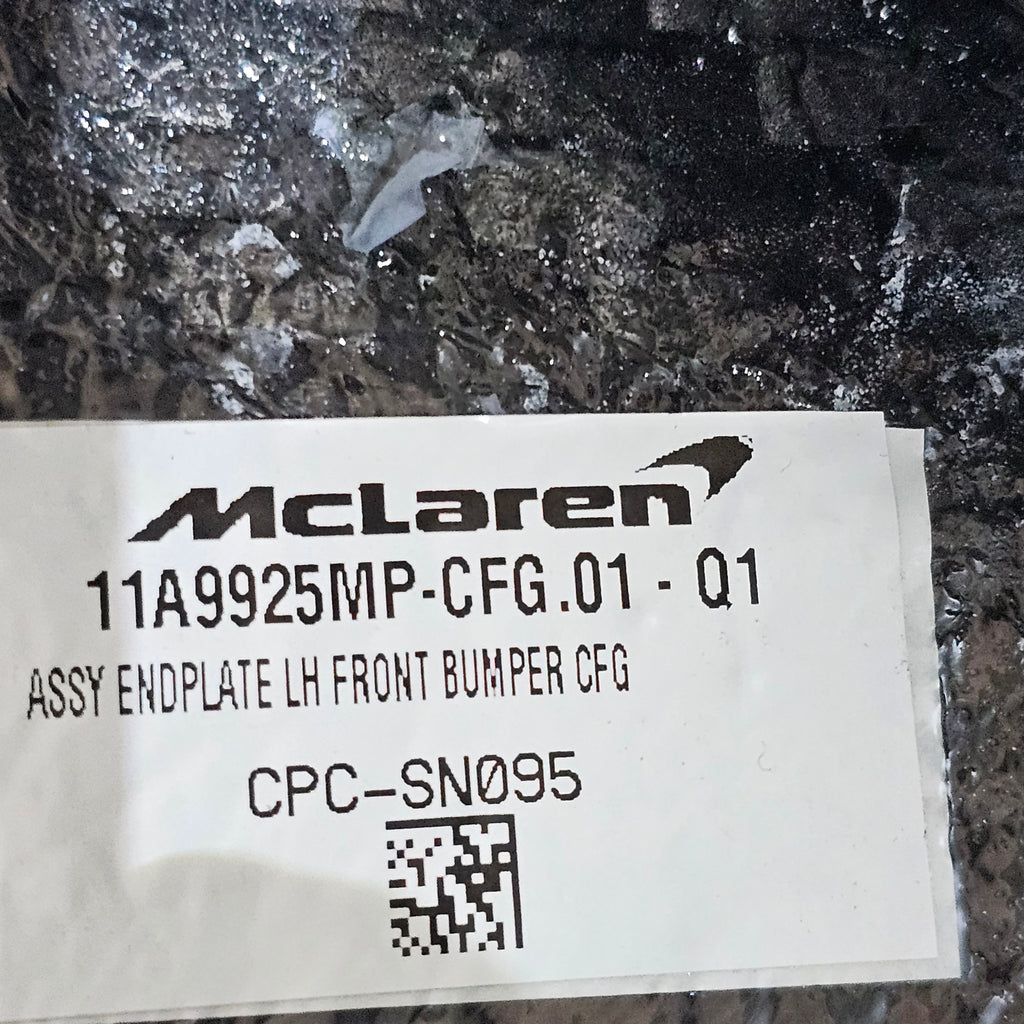 McLaren
11A9925MP-CFG.01 - Q1
ASSY ENDPLATE LH FRONT BUMPER CFG
CPC-SN095